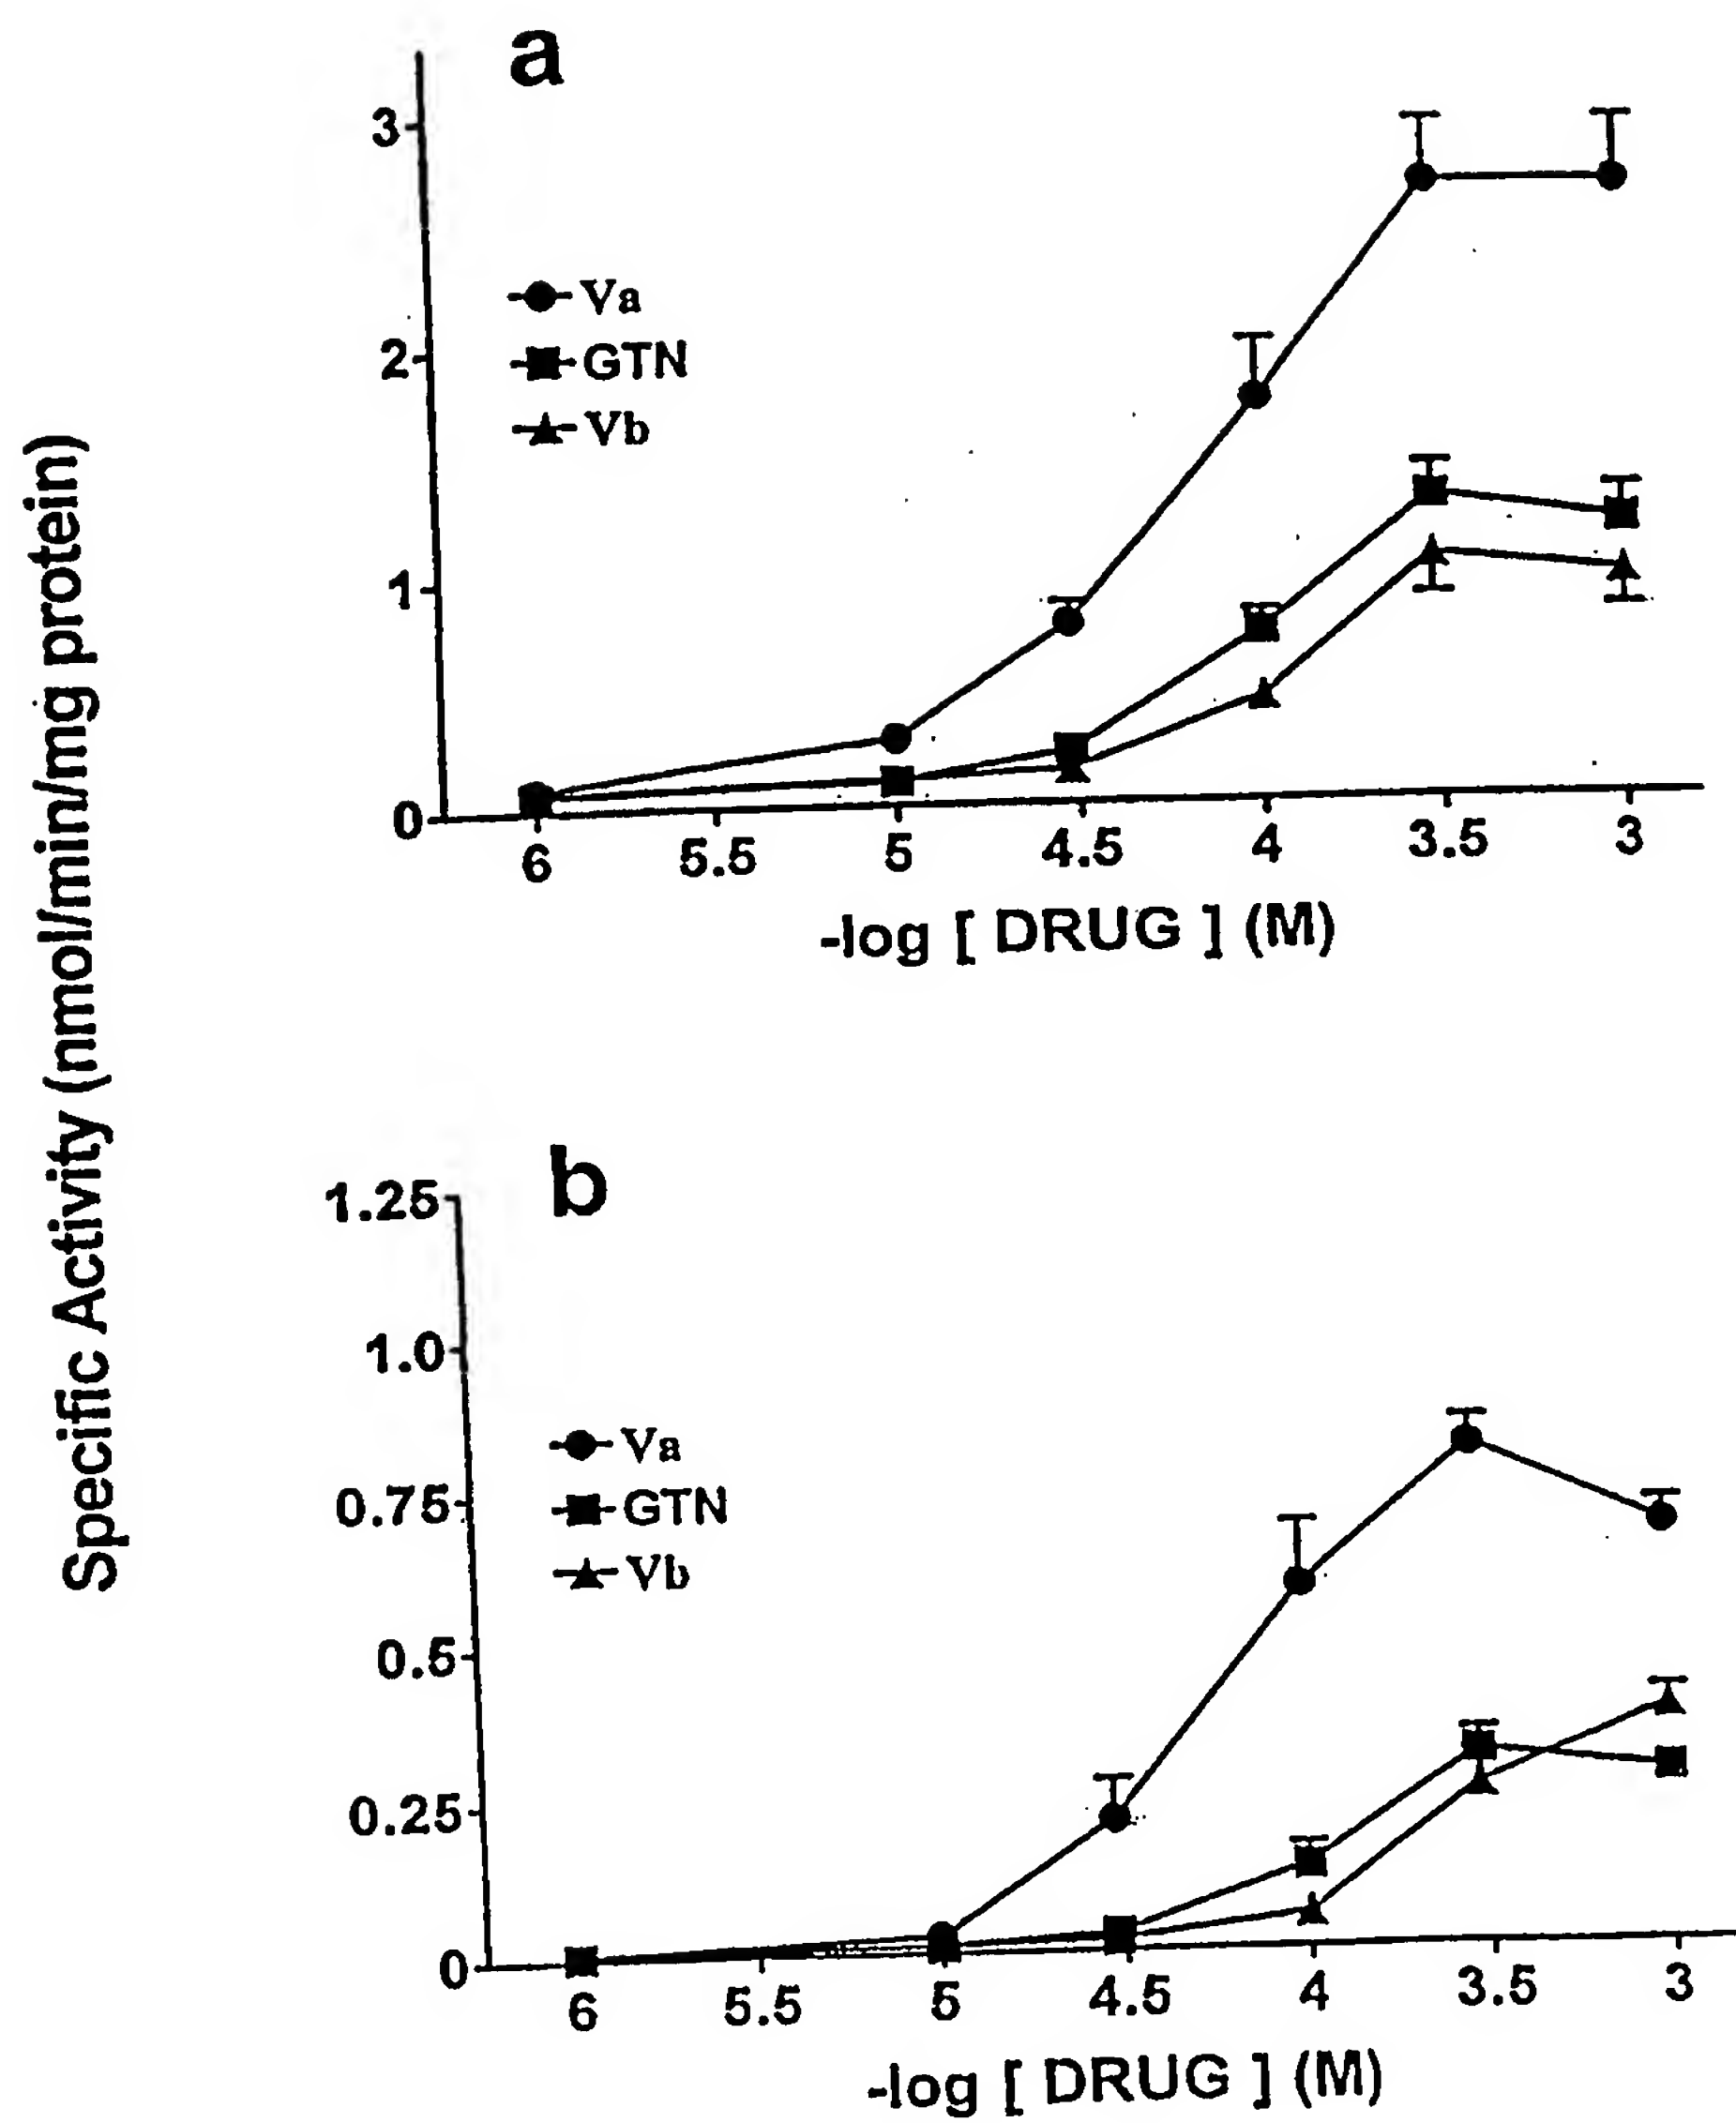 a
3
2
1
0
Va
GTN
Vb
6 5.5 5 4.5 4 3.5 3
-log [ DRUG ] (M)
Specific Activity (nmol/min/mg protein)
b
1.25
1.0
0.75
0.5
0.25
0
Va
GTN
Vb
6 5.5 5 4.5 4 3.5 3
-log [ DRUG ] (M)